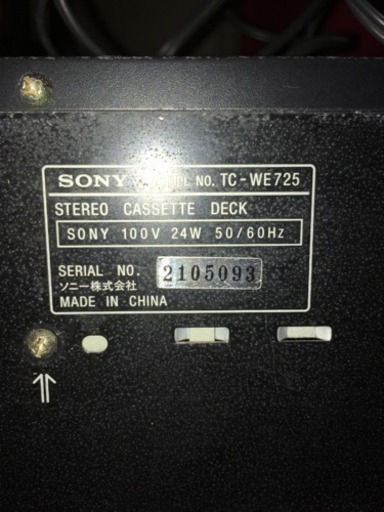 SONY NO. TC-WE725
STEREO CASSETTE DECK
SONY 100V 24W 50/60Hz
SERIAL NO. 2105093
ソニー株式会社
MADE IN CHINA